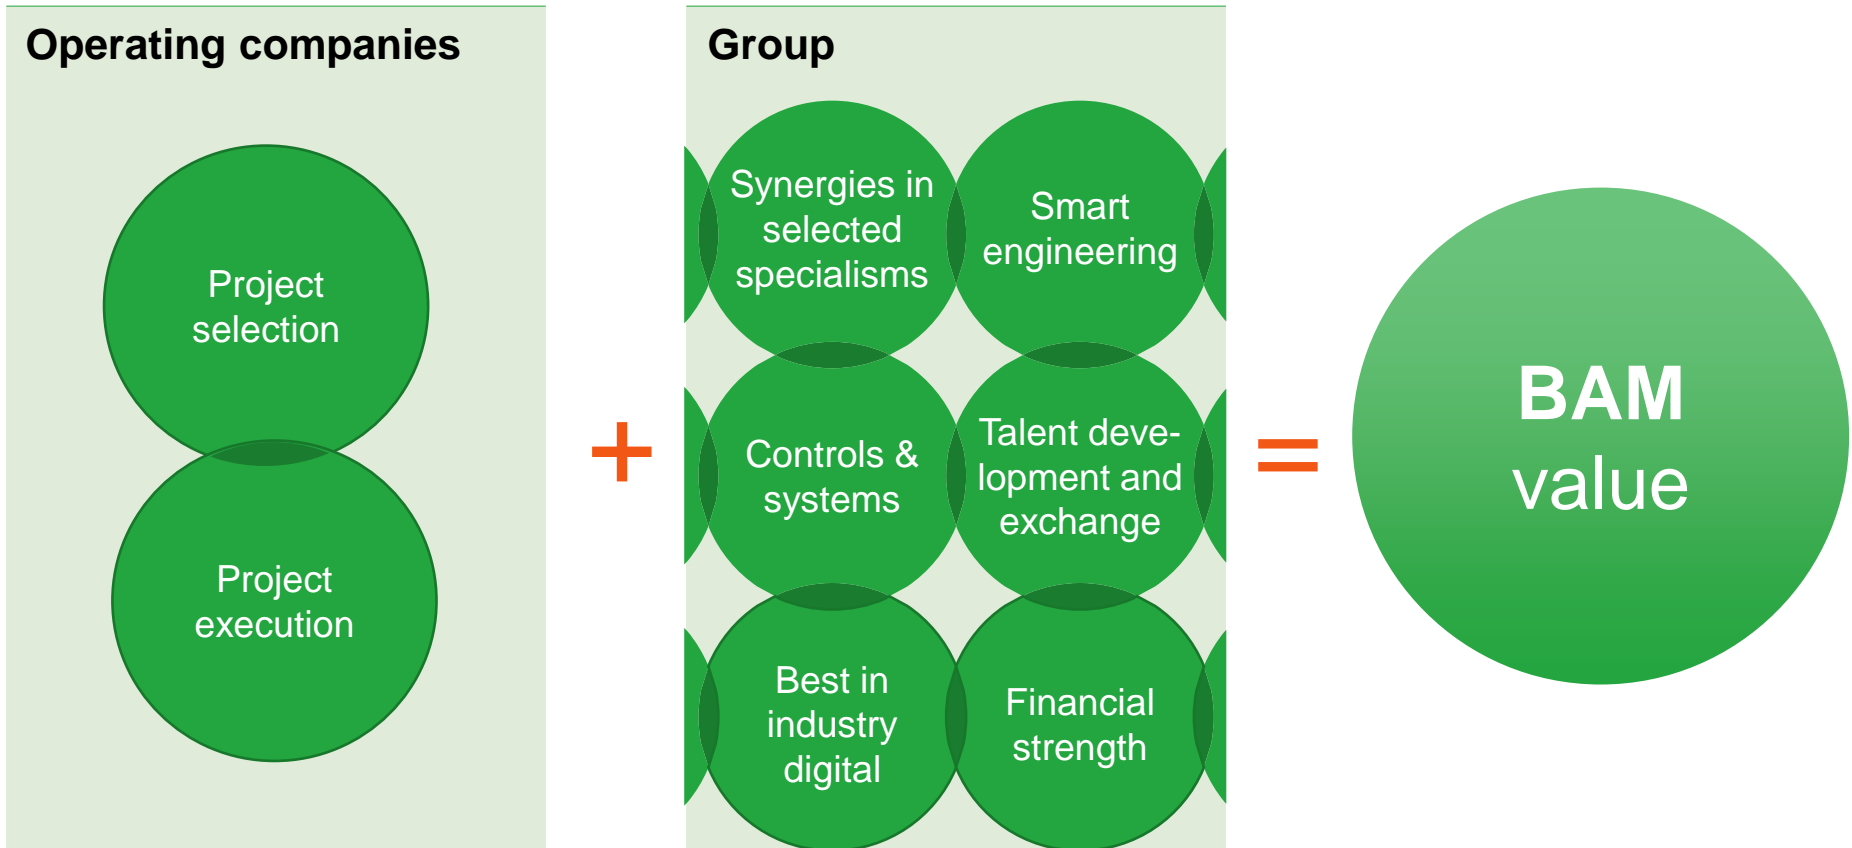 Operating companies
Project
selection
Project
execution
+
Group
Synergies in
selected
specialisms
Smart
engineering
Controls &
systems
Talent deve-
lopment and
exchange
Best in
industry
digital
Financial
strength
=
BAM
value